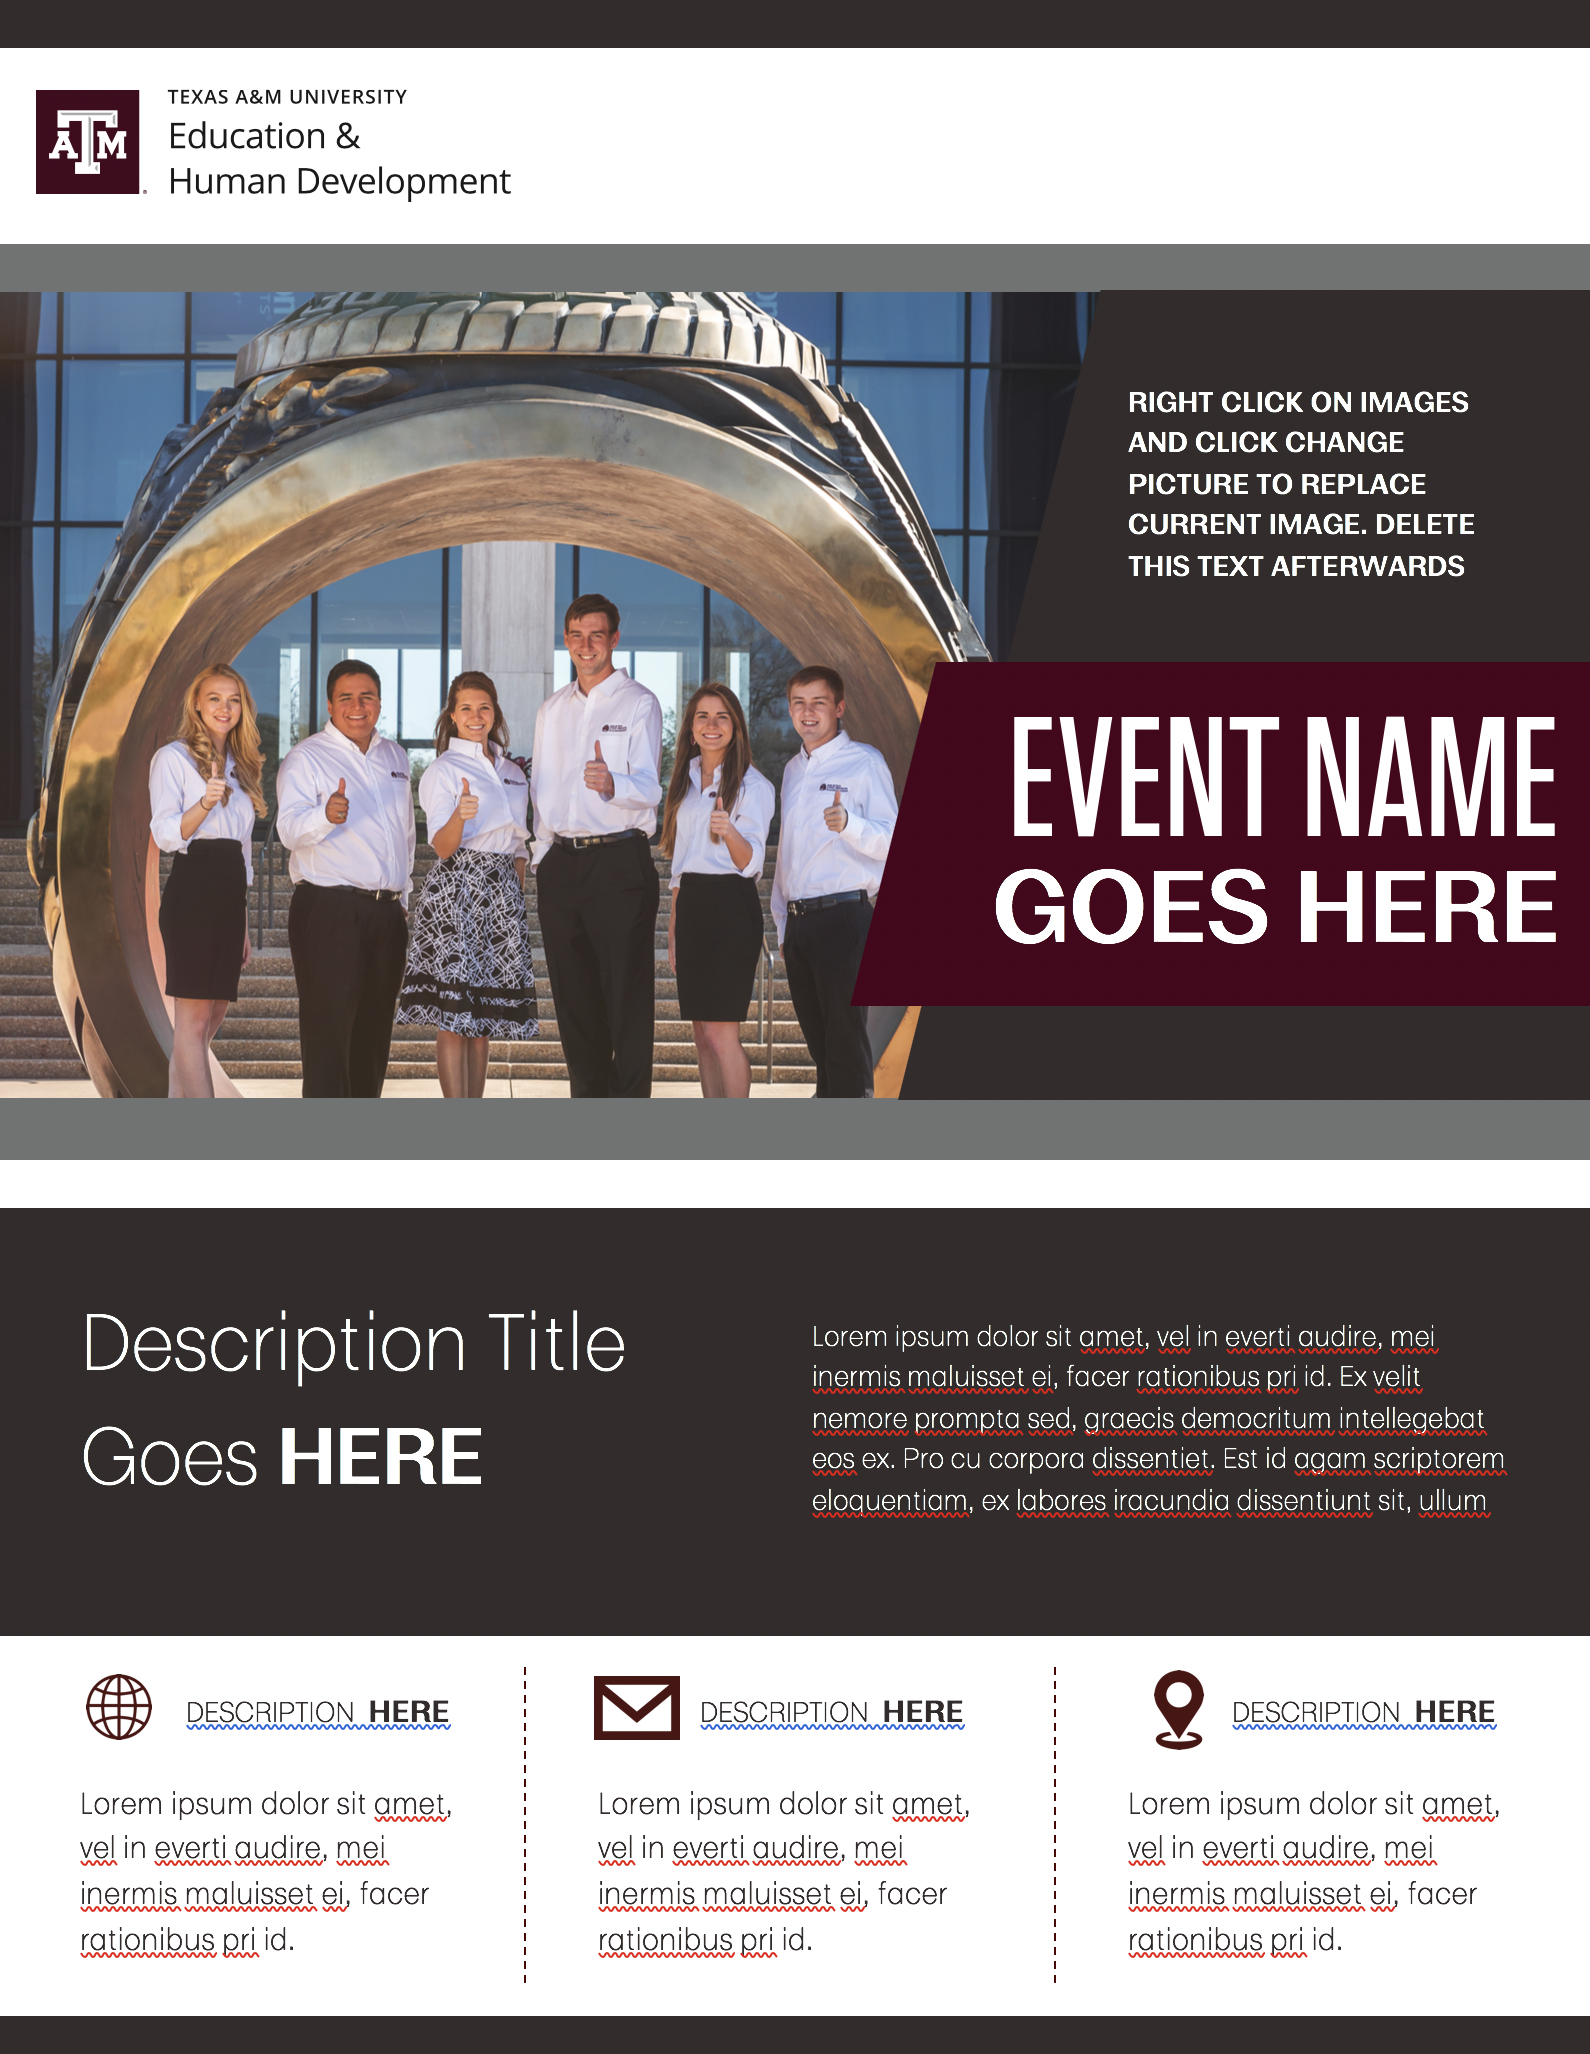 ATM
TEXAS A&M UNIVERSITY
Education &
Human Development
RIGHT CLICK ON IMAGES
AND CLICK CHANGE
PICTURE TO REPLACE
CURRENT IMAGE. DELETE
THIS TEXT AFTERWARDS
EVENT NAME
GOES HERE
Description Title
Goes HERE
Lorem ipsum dolor sit amet, vel in everti audire, mei
inermis maluisset ei, facer rationibus pri id. Ex velit
nemore prompta sed, graecis democritum intellegebat
eos ex. Pro cu corpora dissentiet. Est id agam scriptorem
eloquentiam, ex labores iracundia dissentiunt sit, ullum
DESCRIPTION HERE
Lorem ipsum dolor sit amet,
vel in everti audire, mei
inermis maluisset ei, facer
rationibus pri id.
DESCRIPTION HERE
Lorem ipsum dolor sit amet,
vel in everti audire, mei
inermis maluisset ei, facer
rationibus pri id.
DESCRIPTION HERE
Lorem ipsum dolor sit amet,
vel in everti audire, mei
inermis maluisset ei, facer
rationibus pri id.